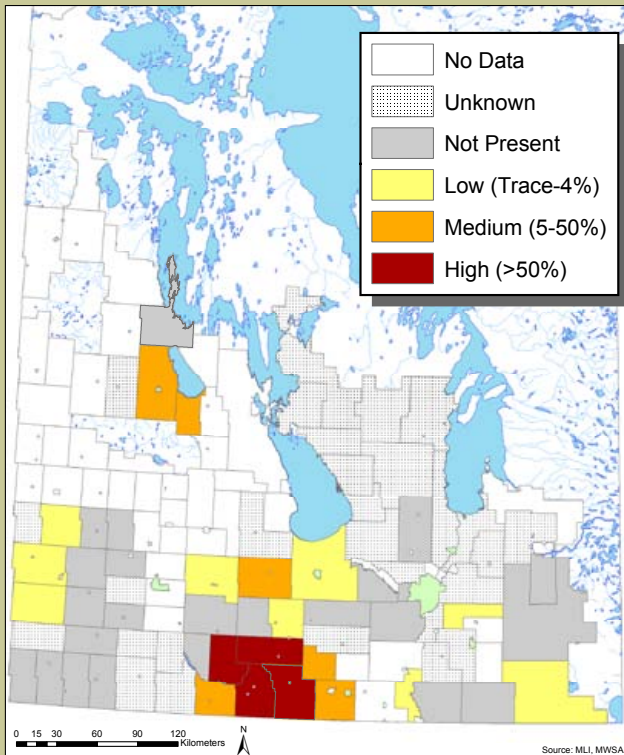 No Data
Unknown
Not Present
Low (Trace-4%)
Medium (5-50%)
High (>50%)
0 15 30 60 90 120
Kilometers
N
Source: MLI, MWSA